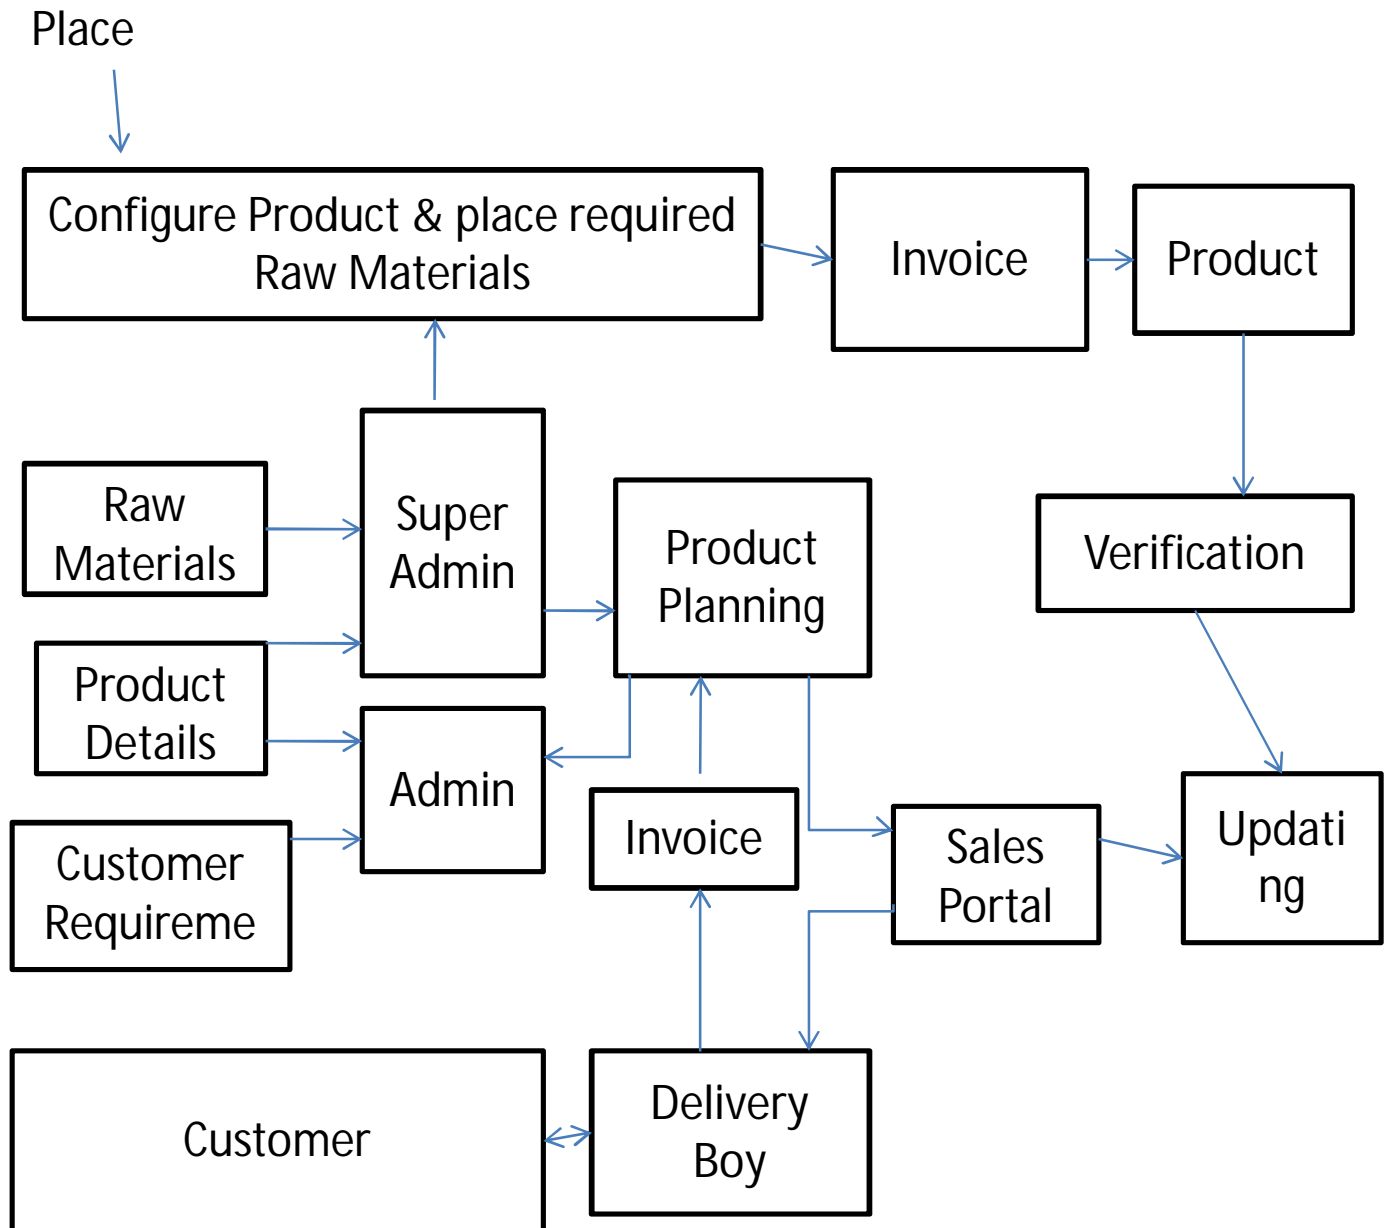 Place
Configure Product & place required
Raw Materials
Invoice
Product
Raw
Materials
Super
Admin
Product
Planning
Verification
Product
Details
Admin
Invoice
Customer
Requireme
Sales
Portal
Updati
ng
Customer
Delivery
Boy